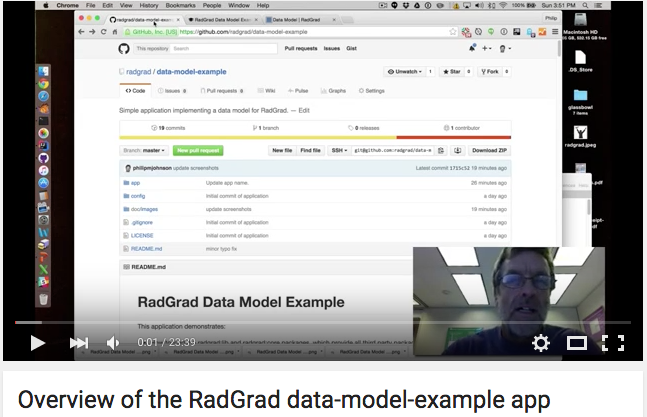 Chrome File Edit View History Bookmarks People Window Help
100% Sun 3:51 PM
radgrad/data-model-exam
RadGrad Data Model Exam
Data Model | RadGrad
Philip
GitHub, Inc. [US] https://github.com/radgrad/data-model-example
Macintosh HD
This repository Search Pull requests Issues Gist
.DS_Store
radgrad / data-model-example
Unwatch 1 Star 0 Fork 0
Code Issues 0 Pull requests 0 Wiki Pulse Graphs Settings
glassbowl
7 items
Simple application implementing a data model for RadGrad. — Edit
19 commits 1 branch 0 releases 1 contributor
radgrad.jpeg
Branch: master New pull request New file Find file SSH git@github.com:radgrad/data-m Download ZIP
philipmjohnson update screenshots Latest commit 1715c52 19 minutes ago
.pdf
app Update app name. 26 minutes ago
config Initial commit of application a day ago
doc/images update screenshots 19 minutes ago
.gitignore Initial commit of application a day ago
LICENSE Initial commit of application a day ago
README.md minor typo fix
README.md
RadGrad Data Model Example
This application demonstrates:
0:01 / 23:39
Overview of the RadGrad data-model-example app